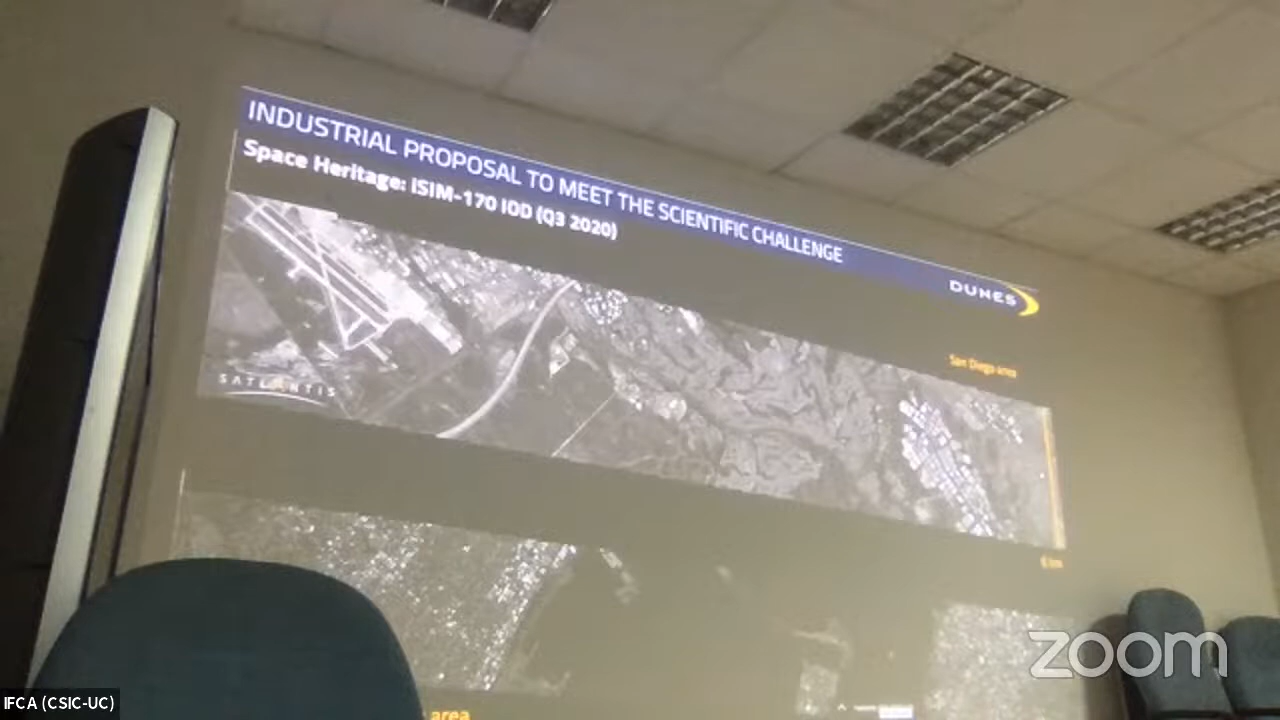 INDUSTRIAL PROPOSAL TO MEET THE SCIENTIFIC CHALLENGE
Space Heritage: iSIM-170 IOD (Q3 2020)
DUNES
San Diego area
SATLANTIS
area
zoom
IFCA (CSIC-UC)